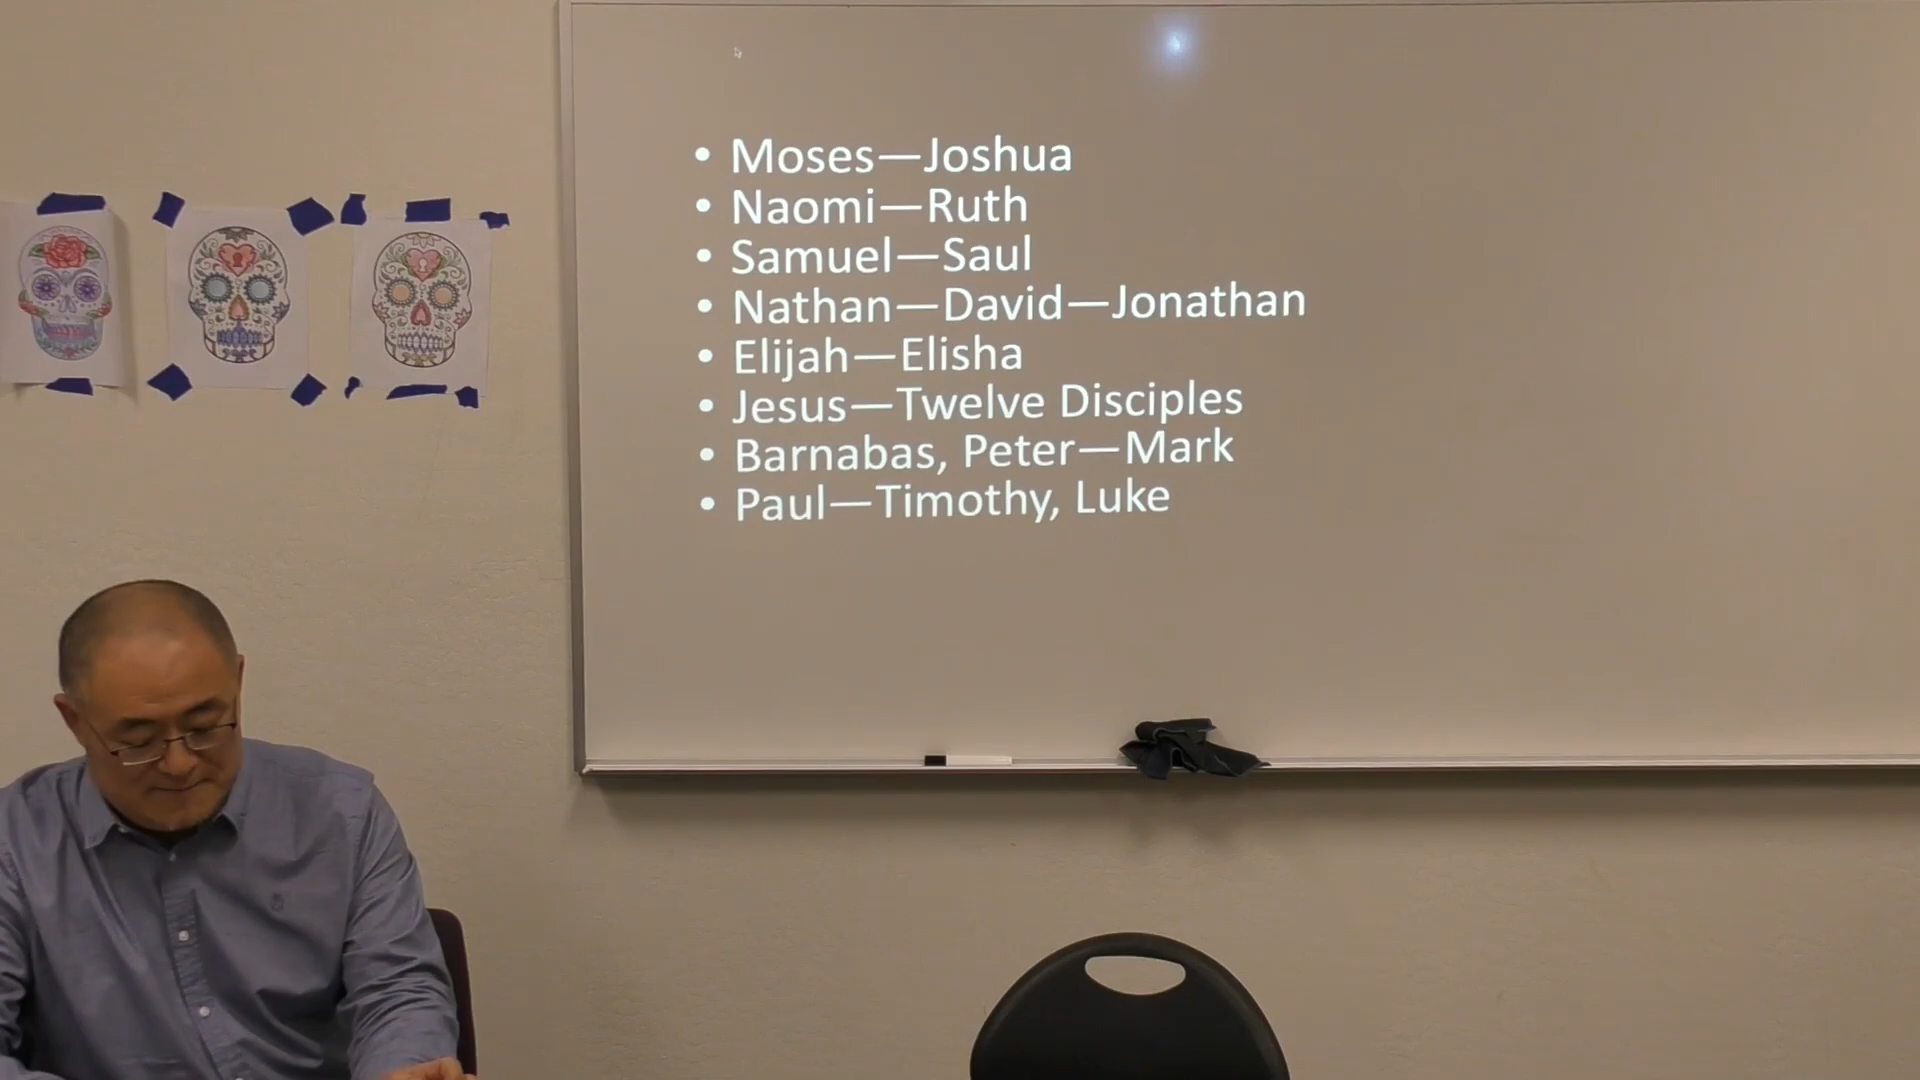 • Moses—Joshua
• Naomi—Ruth
• Samuel—Saul
• Nathan—David—Jonathan
• Elijah—Elisha
• Jesus—Twelve Disciples
• Barnabas, Peter—Mark
• Paul—Timothy, Luke